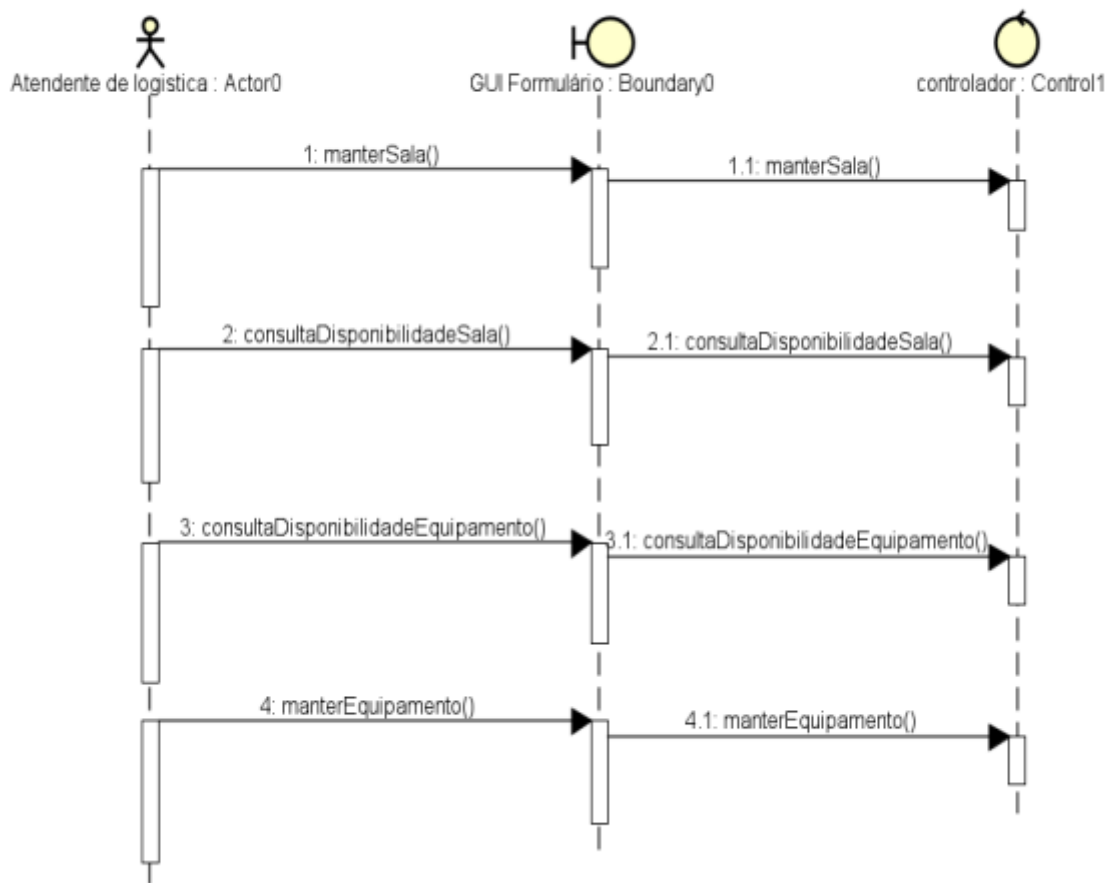 Atendente de logistica : Actor0
GUI Formulário : Boundary0
controlador : Control1
1: manterSala()
1.1: manterSala()
2: consultaDisponibilidadeSala()
2.1: consultaDisponibilidadeSala()
3: consultaDisponibilidadeEquipamento()
3.1: consultaDisponibilidadeEquipamento()
4: manterEquipamento()
4.1: manterEquipamento()